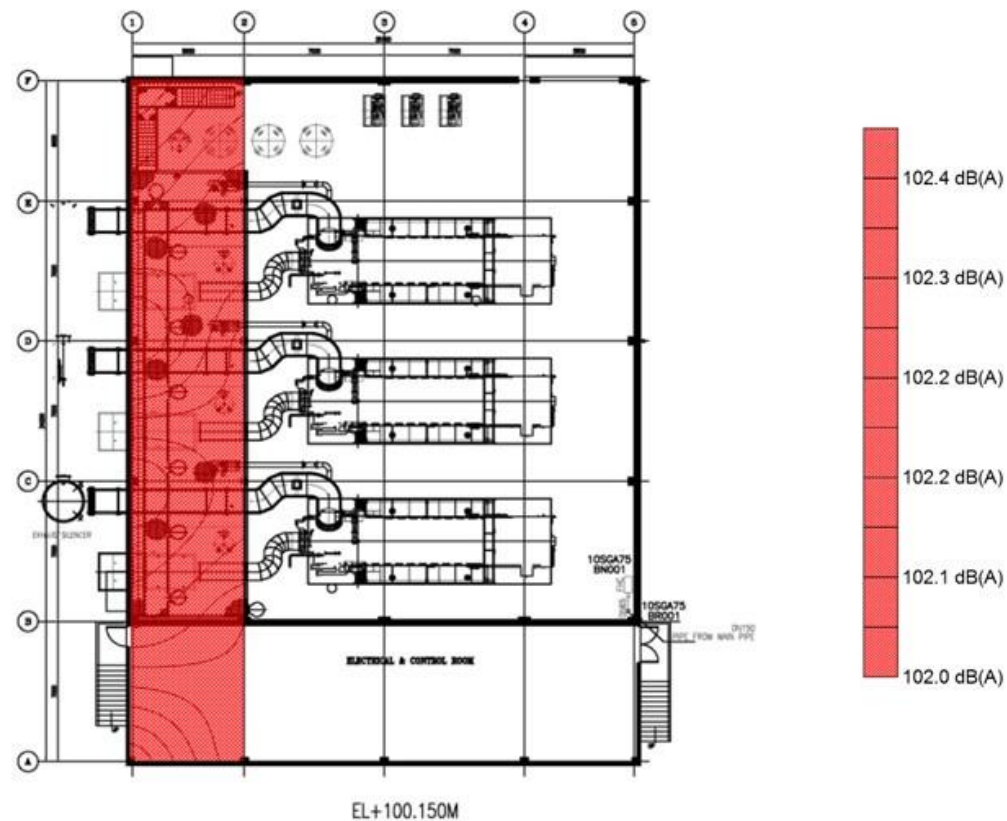 1
2
3
4
5
F
E
D
C
B
A
102.4 dB(A)
102.3 dB(A)
102.2 dB(A)
102.2 dB(A)
102.1 dB(A)
102.0 dB(A)
EXHAUST SILENCER
10SGA75
BN001
10SGA75
BR001
DN150
PIPE FROM MAIN PIPE
ELECTRICAL & CONTROL ROOM
EL+100.150M